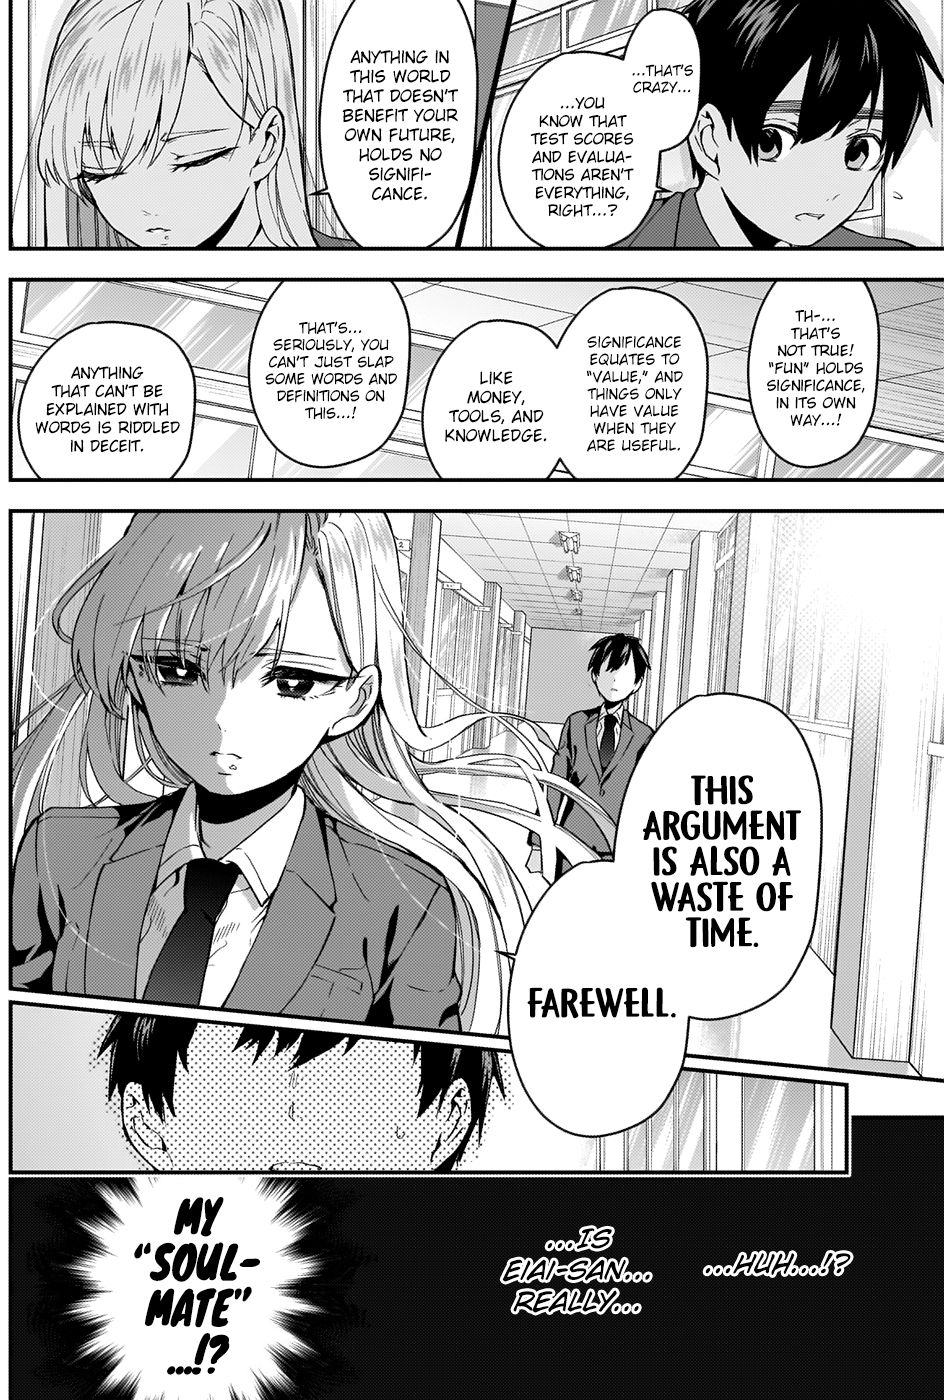 ...THAT'S
CRAZY...
...YOU
KNOW THAT
TEST SCORES
AND EVALUA-
TIONS AREN'T
EVERYTHING,
RIGHT...?
ANYTHING IN
THIS WORLD
THAT DOESN'T
BENEFIT YOUR
OWN FUTURE,
HOLDS NO
SIGNIFI-
CANCE.
TH-...
THAT'S
NOT TRUE!
"FUN" HOLDS
SIGNIFICANCE,
IN ITS OWN
WAY...!
SIGNIFICANCE
EQUATES TO
"VALUE," AND
THINGS ONLY
HAVE VALUE
WHEN THEY
ARE USEFUL.
LIKE
MONEY,
TOOLS, AND
KNOWLEDGE.
THAT'S...
SERIOUSLY, YOU
CAN'T JUST SLAP
SOME WORDS AND
DEFINITIONS ON
THIS...!
ANYTHING
THAT CAN'T BE
EXPLAINED WITH
WORDS IS RIDDLED
IN DECEIT.
THIS
ARGUMENT
IS ALSO A
WASTE OF
TIME.
FAREWELL.
...HUH...!?
...IS
EIAI-SAN...
REALLY...
MY
"SOUL-
MATE"
....!?